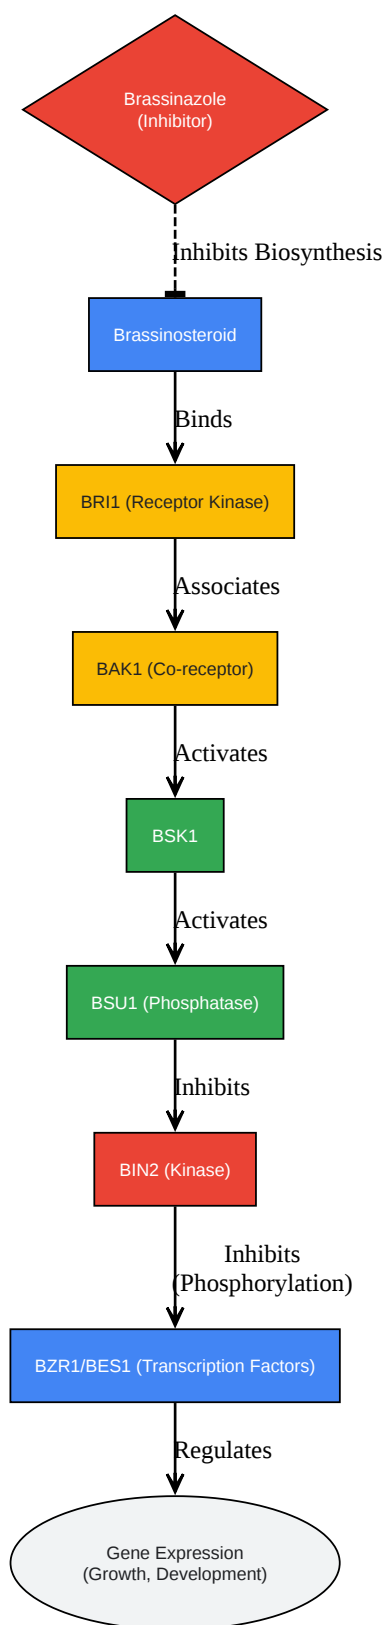 Brassinazole
(Inhibitor)
Inhibits Biosynthesis
Brassinosteroid
Binds
BRI1 (Receptor Kinase)
Associates
BAK1 (Co-receptor)
Activates
BSK1
Activates
BSU1 (Phosphatase)
Inhibits
BIN2 (Kinase)
Inhibits
(Phosphorylation)
BZR1/BES1 (Transcription Factors)
Regulates
Gene Expression
(Growth, Development)